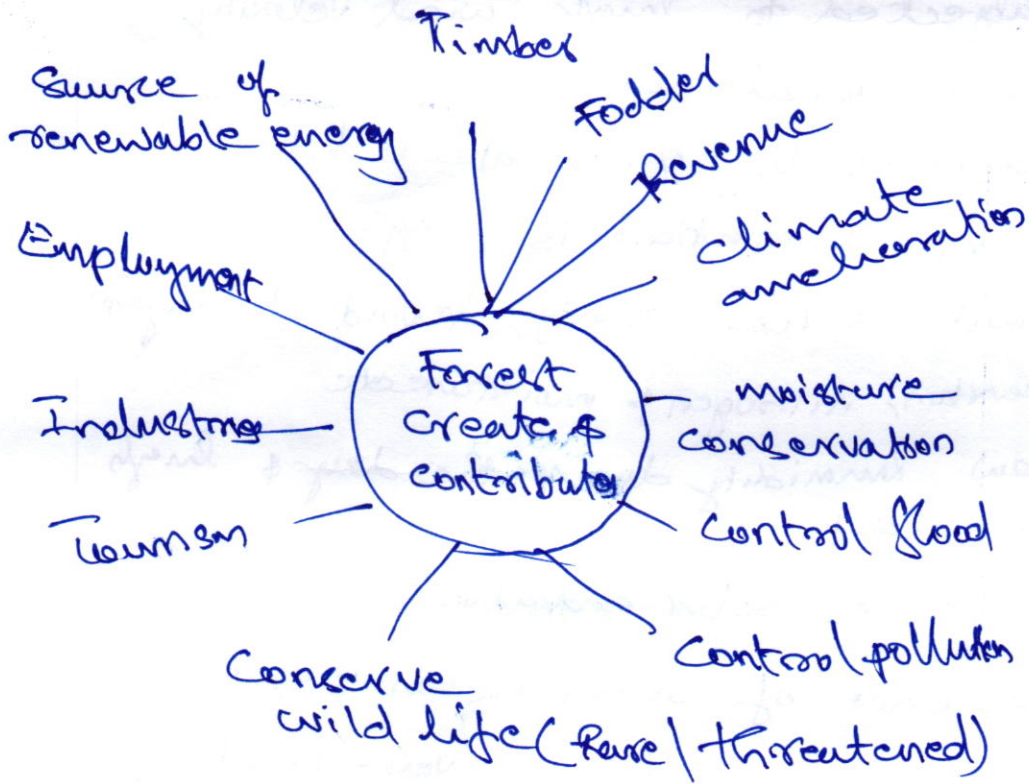 Timber
Source of
renewable energy
Fodder
Revenue
Climate
amelioration
Employment
Forest
create &
contribute
moisture
conservation
Industries
Tourism
Control flood
Control pollution
Conserve
wild life (Rare / threatened)